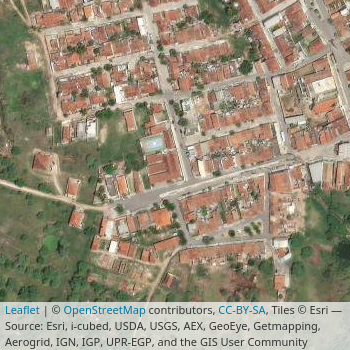 Leaflet | © OpenStreetMap contributors, CC-BY-SA, Tiles © Esri —
Source: Esri, i-cubed, USDA, USGS, AEX, GeoEye, Getmapping,
Aerogrid, IGN, IGP, UPR-EGP, and the GIS User Community